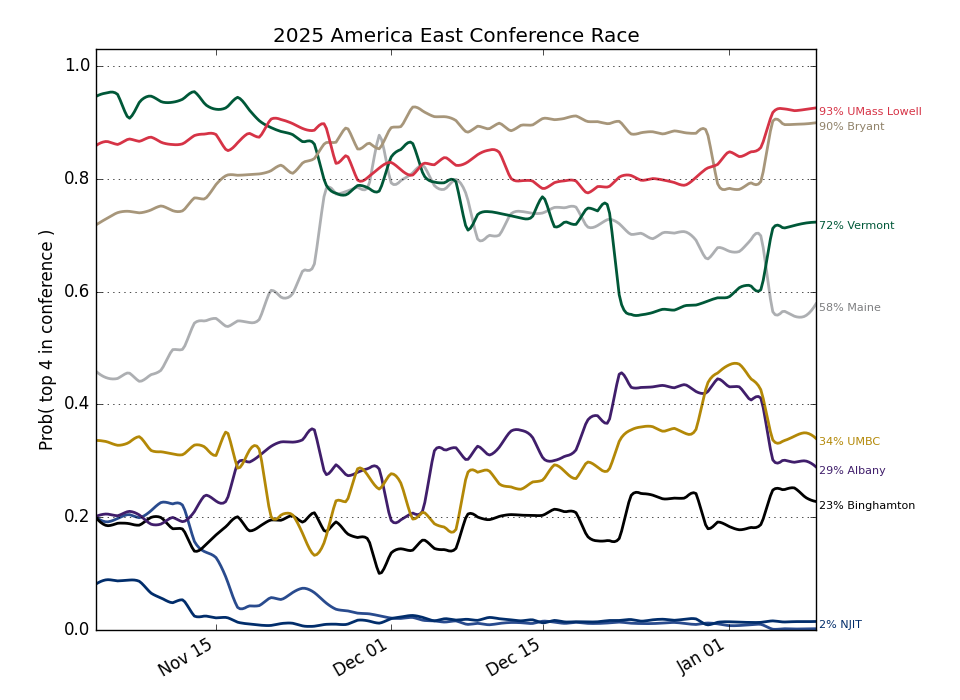 2025 America East Conference Race
Prob( top 4 in conference )
1.0
0.8
0.6
0.4
0.2
0.0
Nov 15
Dec 01
Dec 15
Jan 01
93% UMass Lowell
90% Bryant
72% Vermont
58% Maine
34% UMBC
29% Albany
23% Binghamton
2% NJIT